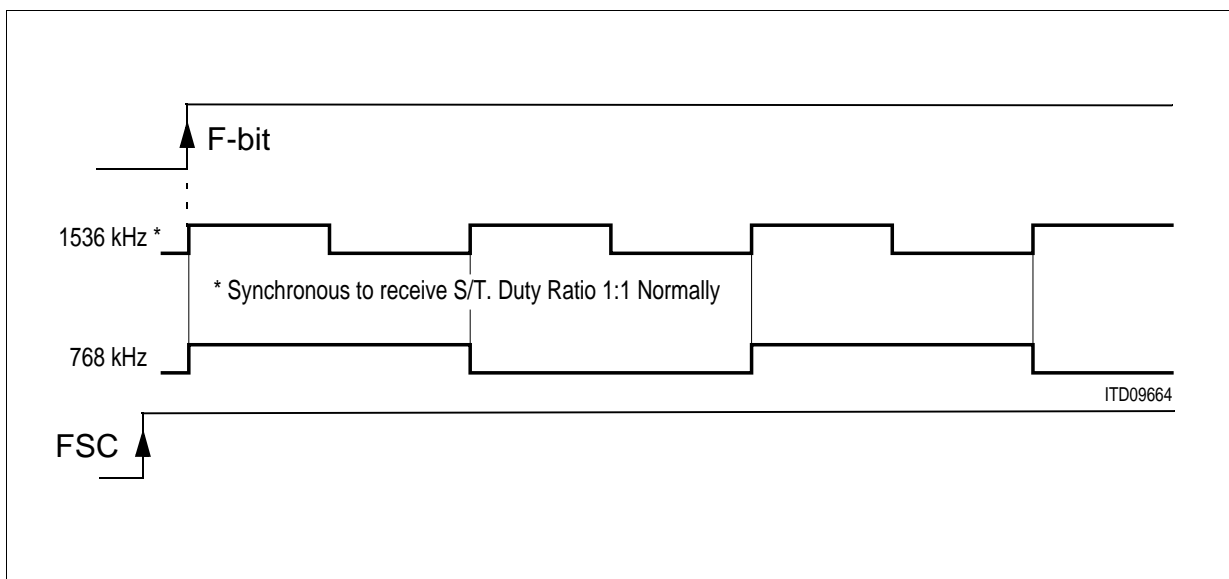 F-bit
1536 kHz *
* Synchronous to receive S/T. Duty Ratio 1:1 Normally
768 kHz
ITD09664
FSC